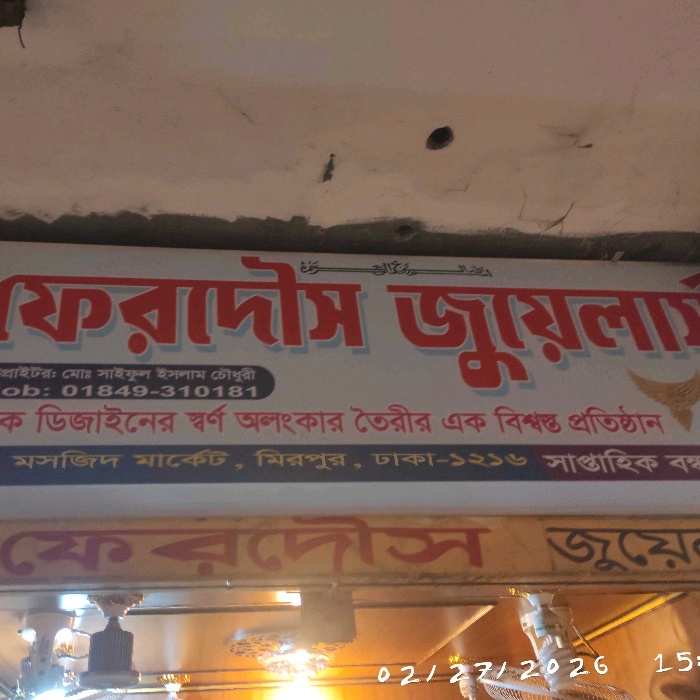 ফেরদৌস জুয়েলার্স
প্রাইটর: মোঃ সাইফুল ইসলাম চৌধুরী
ob: 01849-310181
ক ডিজাইনের স্বর্ণ অলংকার তৈরীর এক বিশ্বস্ত প্রতিষ্ঠান
মসজিদ মার্কেট, মিরপুর, ঢাকা-১২১৬ সাপ্তাহিক
ফেরদৌস
02/27/2026 15: